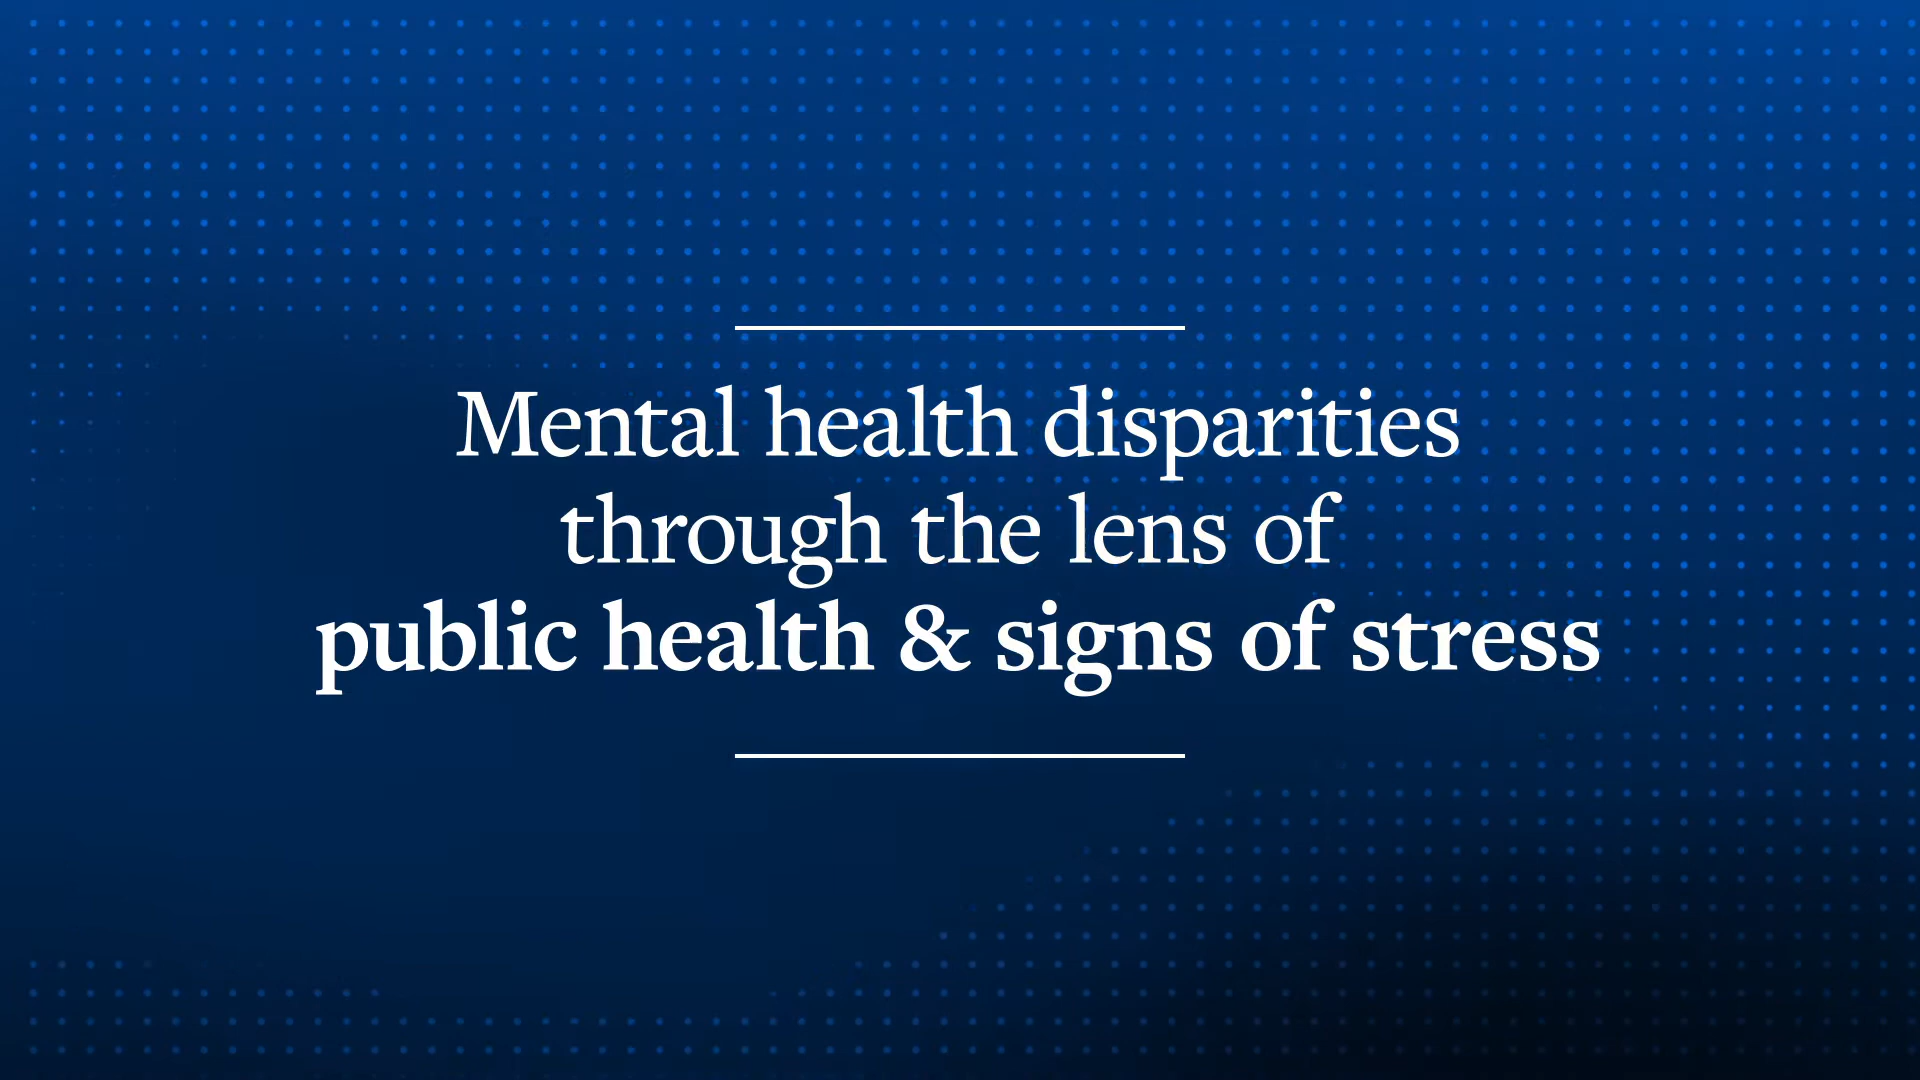 Mental health disparities
through the lens of
public health & signs of stress